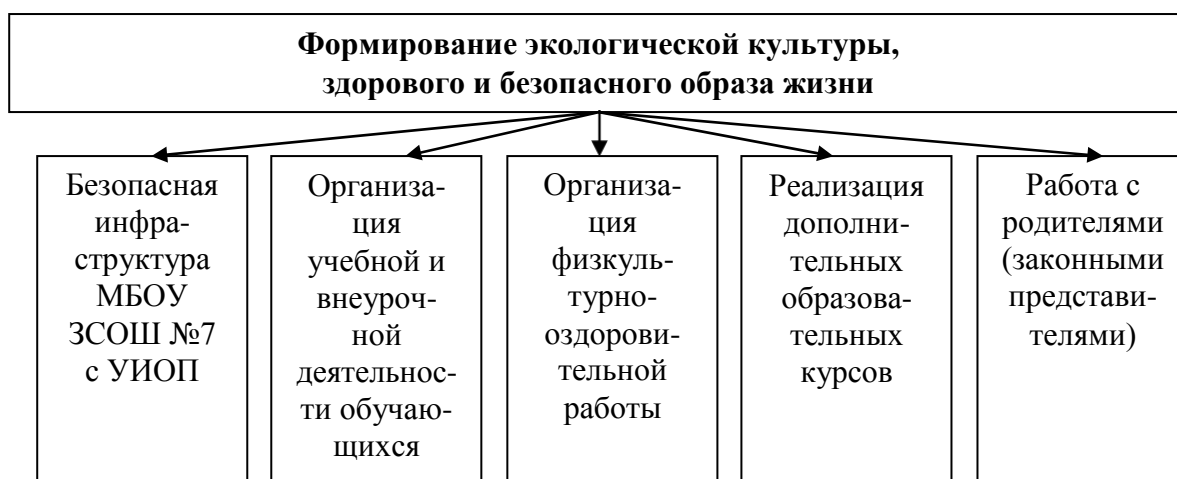 Формирование экологической культуры,
здорового и безопасного образа жизни
Безопасная
инфра-
структура
МБОУ
ЗСОШ №7
с УИОП
Организа-
ция
учебной и
внеуроч-
ной
деятельнос-
ти обучаю-
щихся
Организа-
ция
физкуль-
турно-
оздорови-
тельной
работы
Реализация
дополни-
тельных
образова-
тельных
курсов
Работа с
родителями
(законными
представи-
телями)